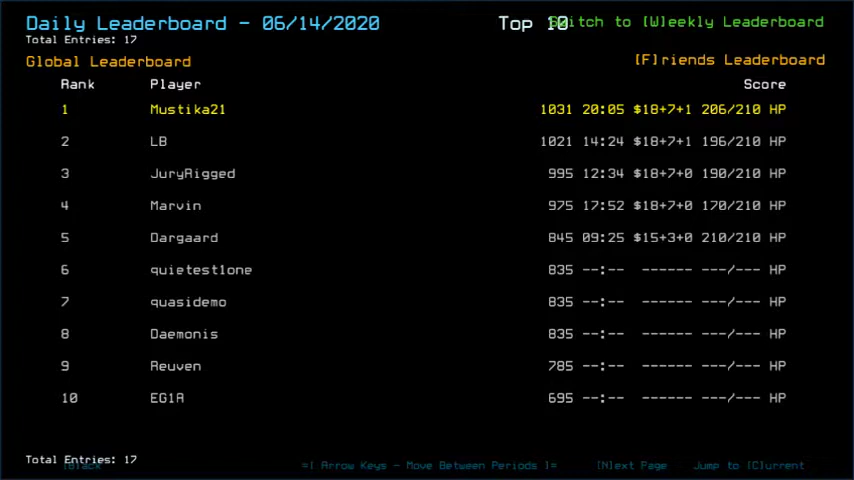 Daily Leaderboard - 06/14/2020 Top 10 Switch to [W]eekly Leaderboard
Total Entries: 17
Global Leaderboard [F]riends Leaderboard
Rank Player Score
1 Mustika21 1031 20:05 $18+7+1 206/210 HP
2 LB 1021 14:24 $18+7+1 196/210 HP
3 JuryRigged 995 12:34 $18+7+0 190/210 HP
4 Marvin 975 17:52 $18+7+0 170/210 HP
5 Dargaard 845 09:25 $15+3+0 210/210 HP
6 quietest1one 835 --:-- ------ ---/--- HP
7 quasidemo 835 --:-- ------ ---/--- HP
8 Daemonis 835 --:-- ------ ---/--- HP
9 Reuven 785 --:-- ------ ---/--- HP
10 EG1A 695 --:-- ------ ---/--- HP
Total Entries: 17
[B]ack =[ Arrow Keys - Move Between Periods ]= [N]ext Page Jump to [C]urrent